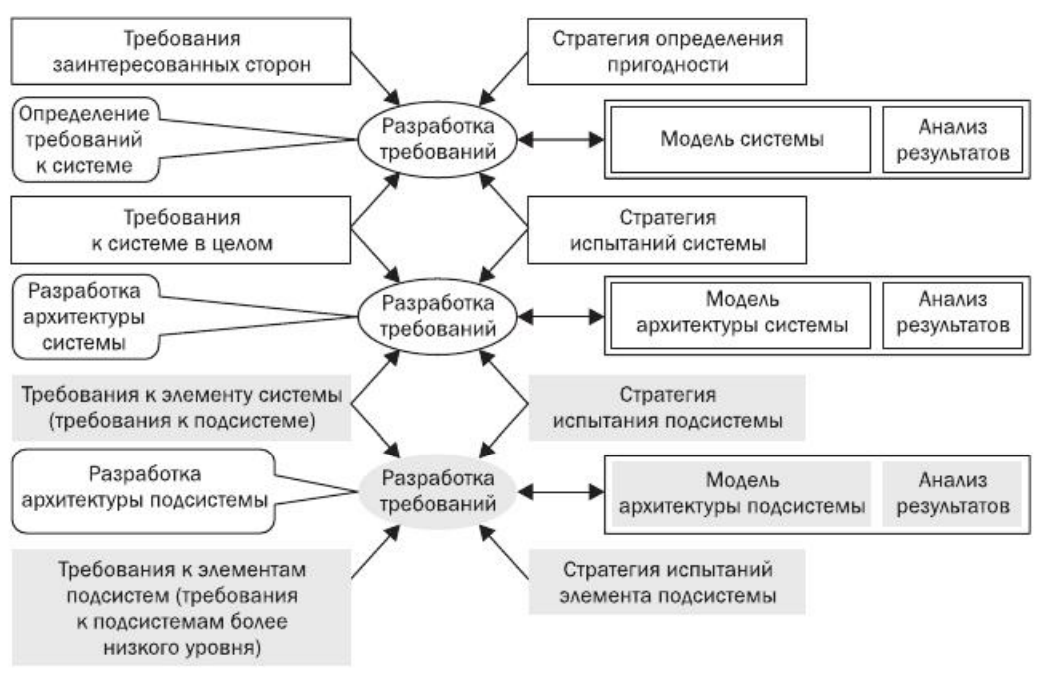 Требования
заинтересованных сторон
Стратегия определения
пригодности
Определение
требований
к системе
Разработка
требований
Модель системы
Анализ
результатов
Требования
к системе в целом
Стратегия
испытаний системы
Разработка
архитектуры
системы
Разработка
требований
Модель
архитектуры системы
Анализ
результатов
Требования к элементу системы
(требования к подсистеме)
Стратегия
испытания подсистемы
Разработка
архитектуры подсистемы
Разработка
требований
Модель
архитектуры подсистемы
Анализ
результатов
Требования к элементам
подсистем (требования
к подсистемам более
низкого уровня)
Стратегия испытаний
элемента подсистемы